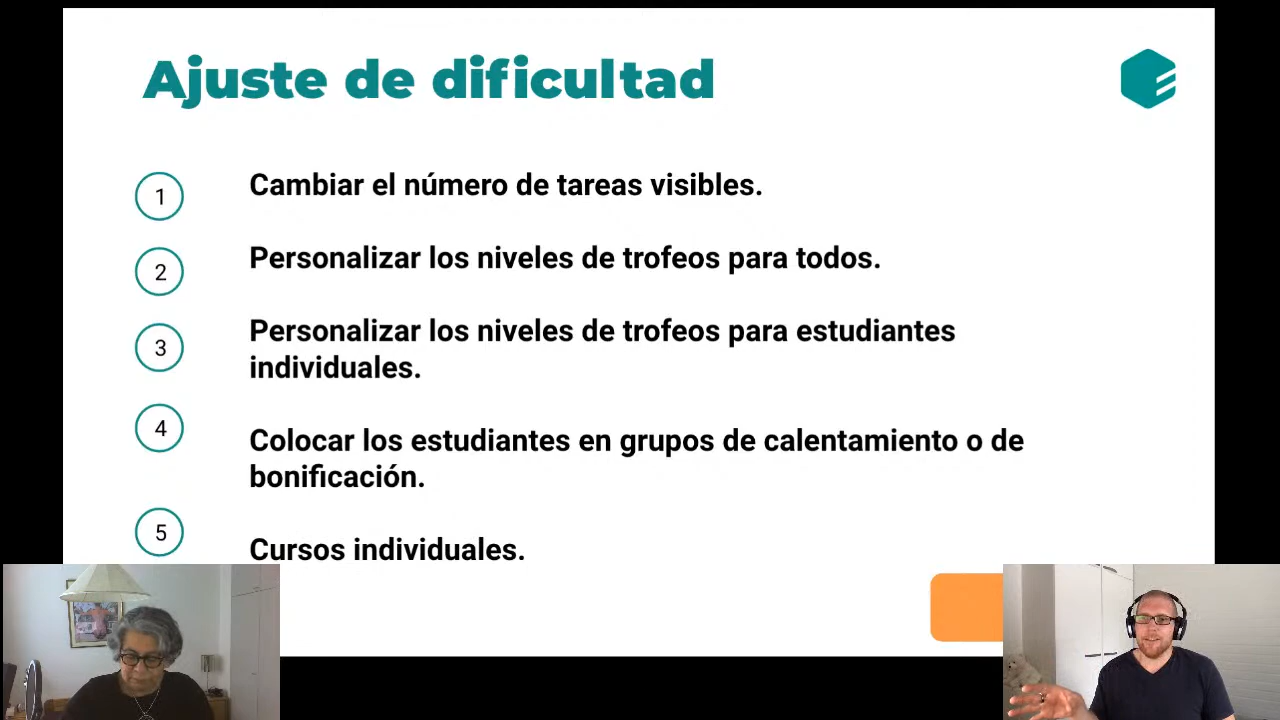 Ajuste de dificultad
1
Cambiar el número de tareas visibles.
2
Personalizar los niveles de trofeos para todos.
3
Personalizar los niveles de trofeos para estudiantes
individuales.
4
Colocar los estudiantes en grupos de calentamiento o de
bonificación.
5
Cursos individuales.